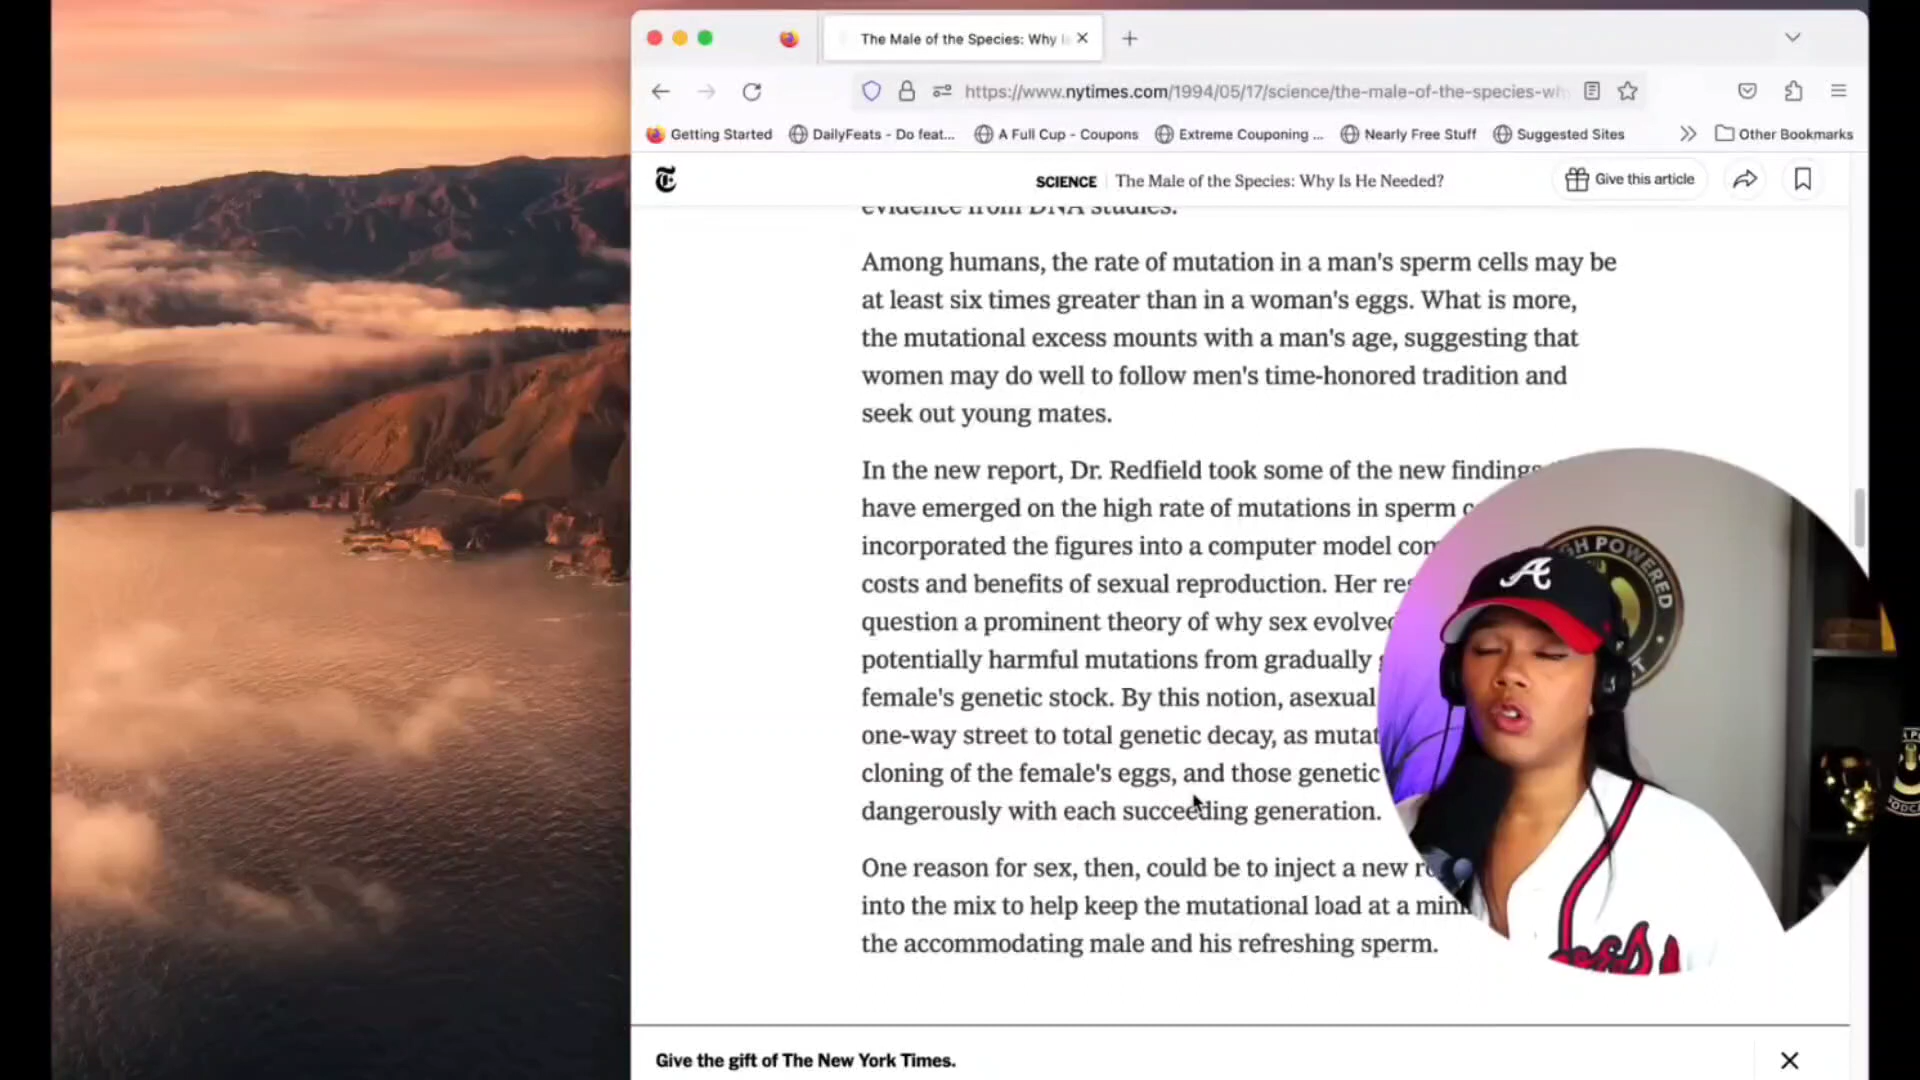 The Male of the Species: Why
https://www.nytimes.com/1994/05/17/science/the-male-of-the-species-wh
Getting Started DailyFeats - Do feat... A Full Cup - Coupons Extreme Couponing ... Nearly Free Stuff Suggested Sites Other Bookmarks
SCIENCE The Male of the Species: Why Is He Needed? Give this article
evidence from DNA studies.
Among humans, the rate of mutation in a man's sperm cells may be
at least six times greater than in a woman's eggs. What is more,
the mutational excess mounts with a man's age, suggesting that
women may do well to follow men's time-honored tradition and
seek out young mates.
In the new report, Dr. Redfield took some of the new findings
have emerged on the high rate of mutations in sperm
incorporated the figures into a computer model
costs and benefits of sexual reproduction. Her
question a prominent theory of why sex evolved
potentially harmful mutations from gradually
female's genetic stock. By this notion, asexual
one-way street to total genetic decay, as
cloning of the female's eggs, and those genetic
dangerously with each succeeding generation.
One reason for sex, then, could be to inject a new
into the mix to help keep the mutational load at a
the accommodating male and his refreshing sperm.
GH POWERED
A
Give the gift of The New York Times.